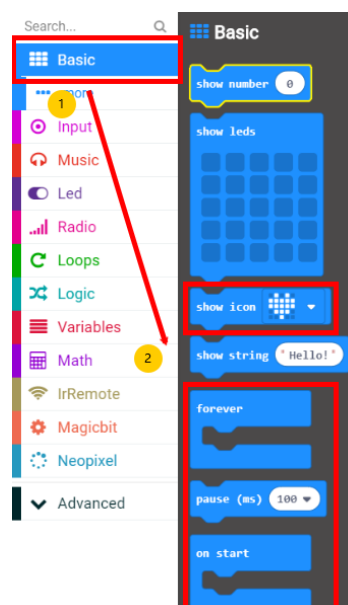 Search...
Basic
more
1
Input
Music
Led
Radio
Loops
Logic
Variables
Math
IrRemote
Magicbit
Neopixel
Advanced
2
Basic
show number 0
show leds
show icon
show string "Hello!"
forever
pause (ms) 100
on start